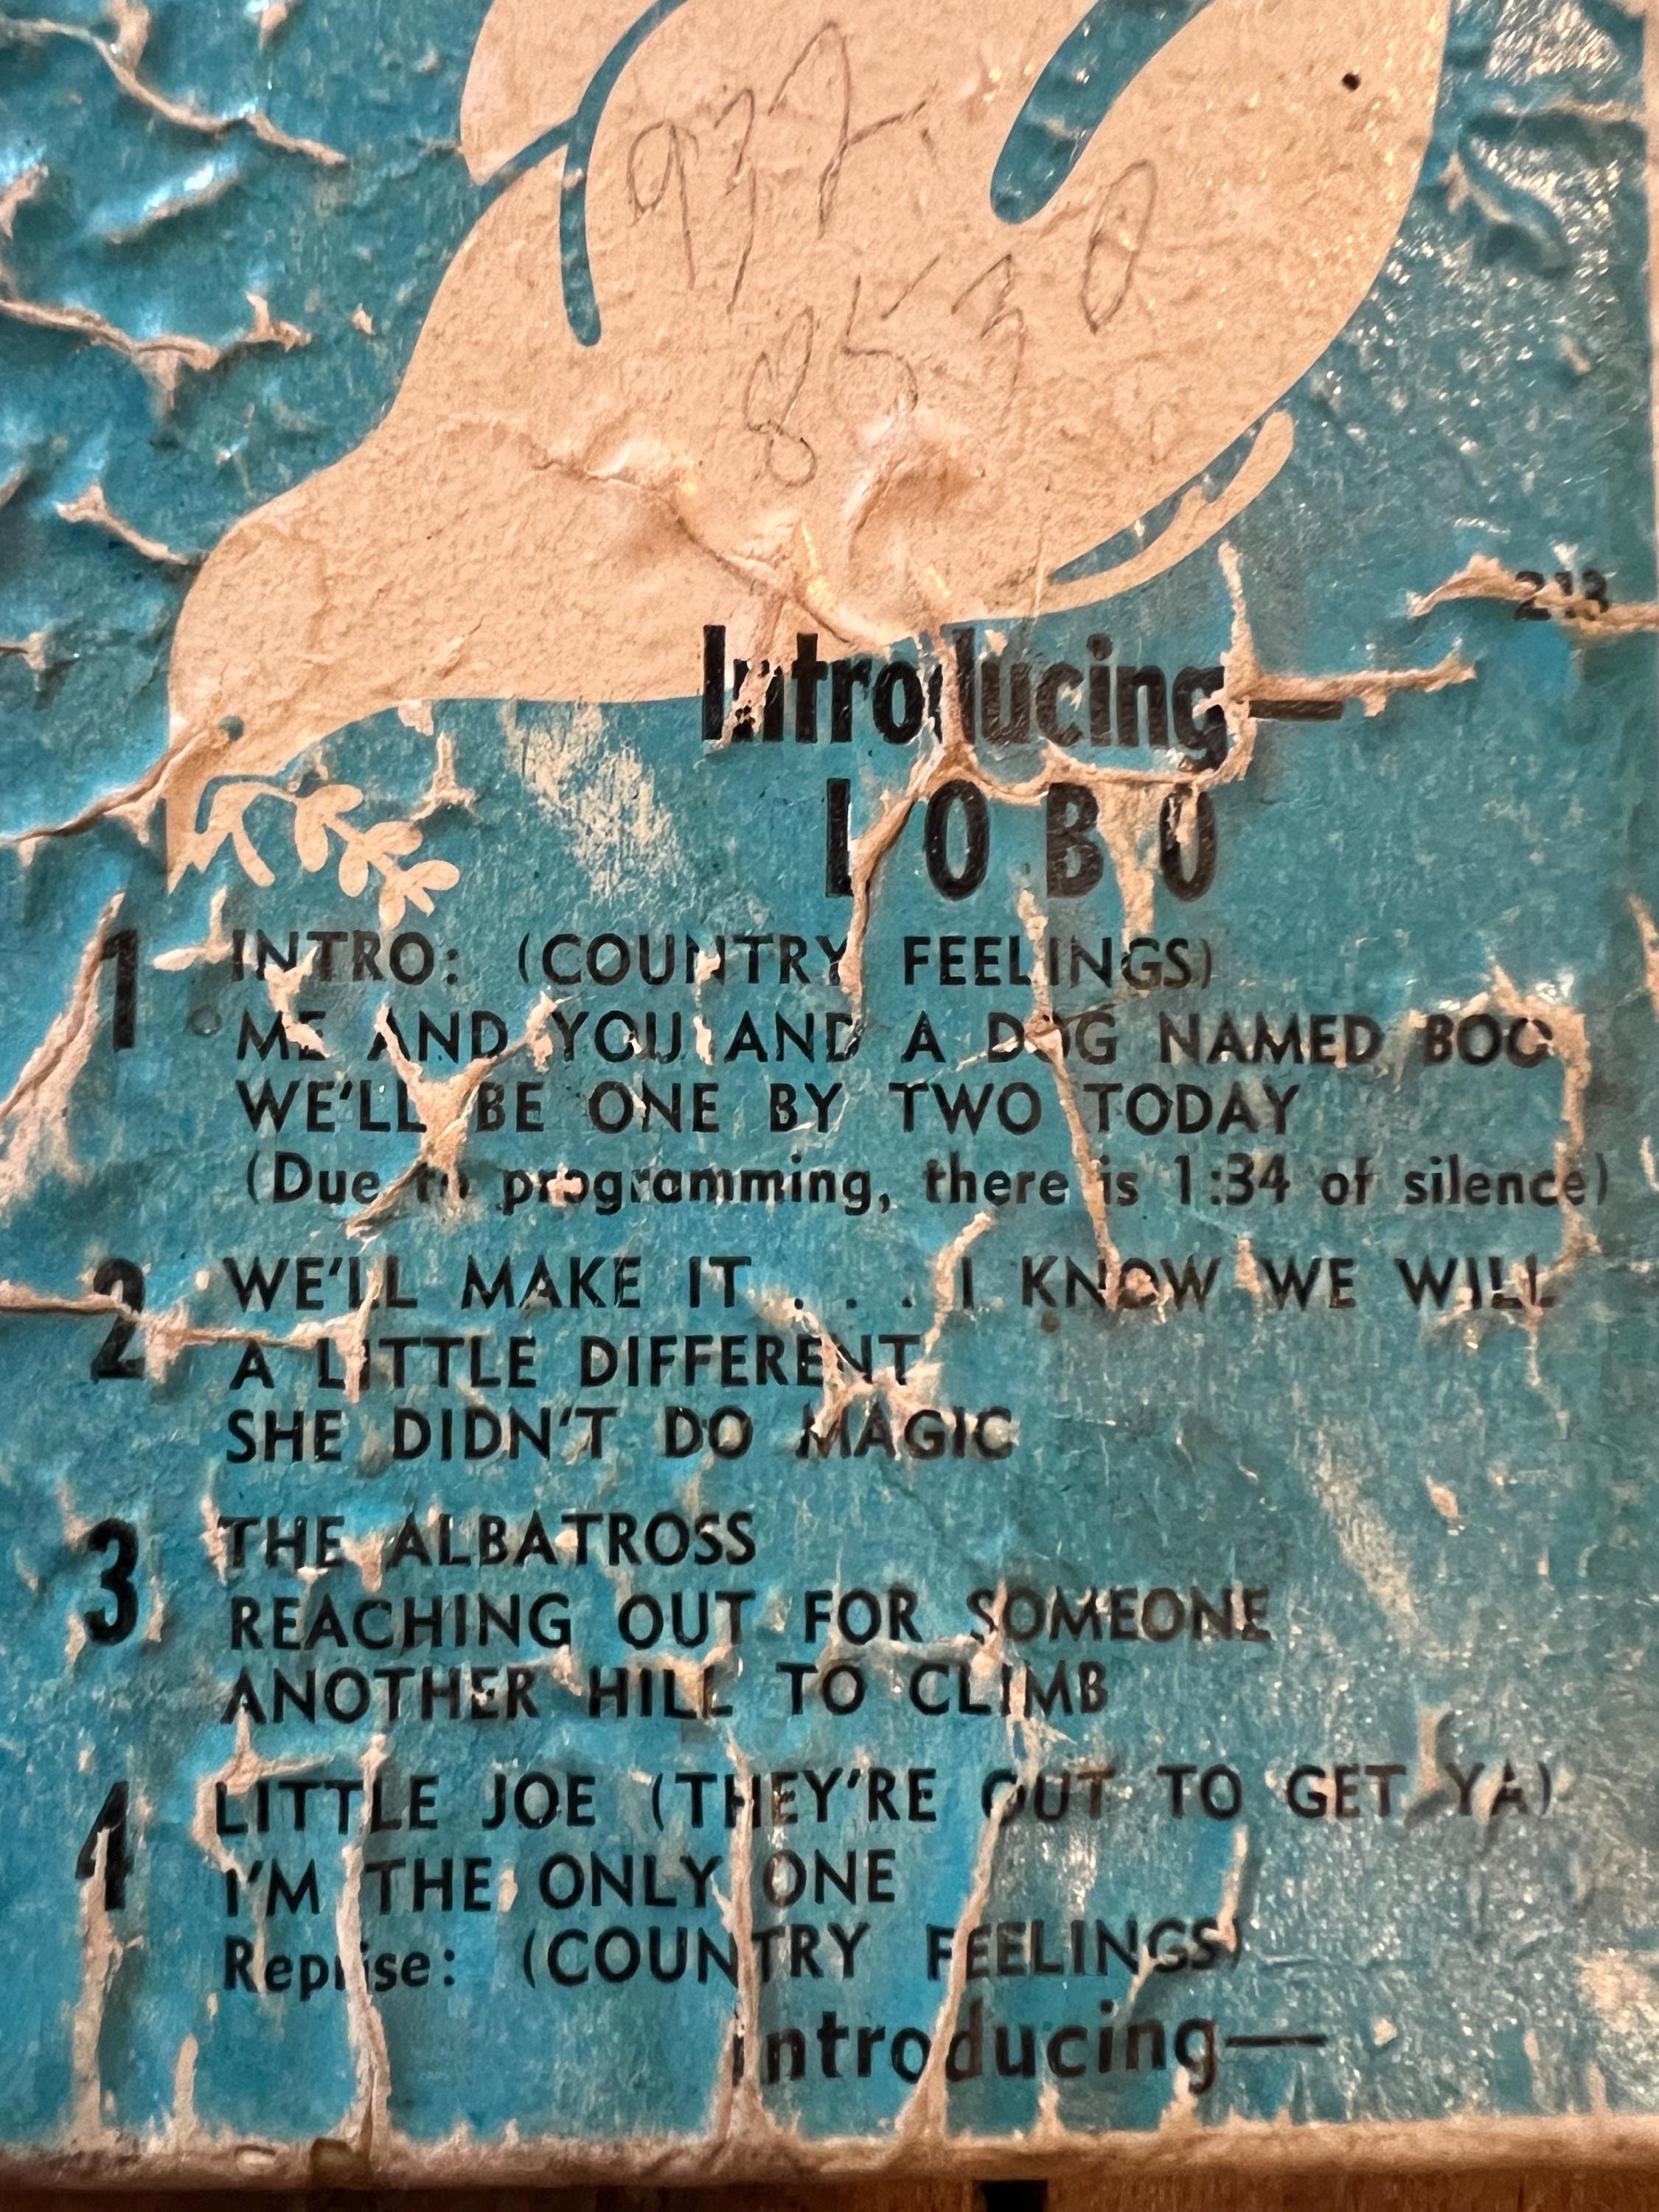 977
8530
213
Introducing—
LOBO
1 INTRO: (COUNTRY FEELINGS)
ME AND YOU AND A DOG NAMED BOO
WE'LL BE ONE BY TWO TODAY
(Due to programming, there is 1:34 of silence)
2 WE'LL MAKE IT . . . I KNOW WE WILL
A LITTLE DIFFERENT
SHE DIDN'T DO MAGIC
3 THE ALBATROSS
REACHING OUT FOR SOMEONE
ANOTHER HILL TO CLIMB
4 LITTLE JOE (THEY'RE OUT TO GET YA)
I'M THE ONLY ONE
Reprise: (COUNTRY FEELINGS)
Introducing—